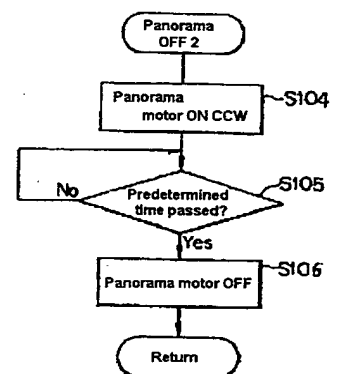 Panorama
OFF 2
Panorama
motor ON CCW
S104
No
Predetermined
time passed?
S105
Yes
Panorama motor OFF
S106
Return